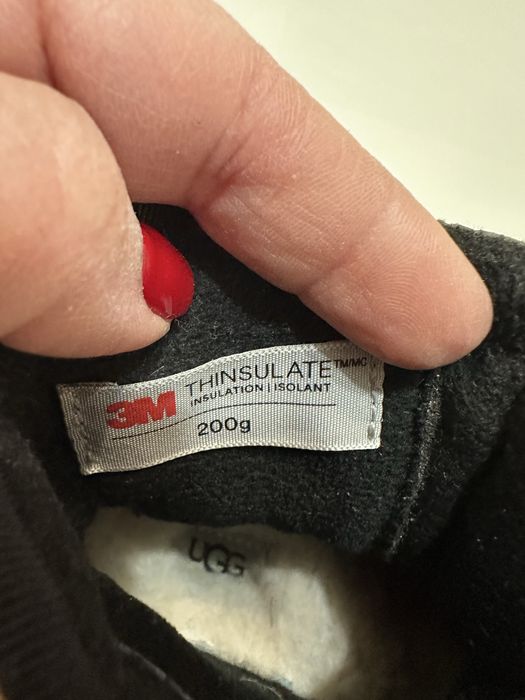 3M THINSULATE™/MC
INSULATION | ISOLANT
200g
UGG